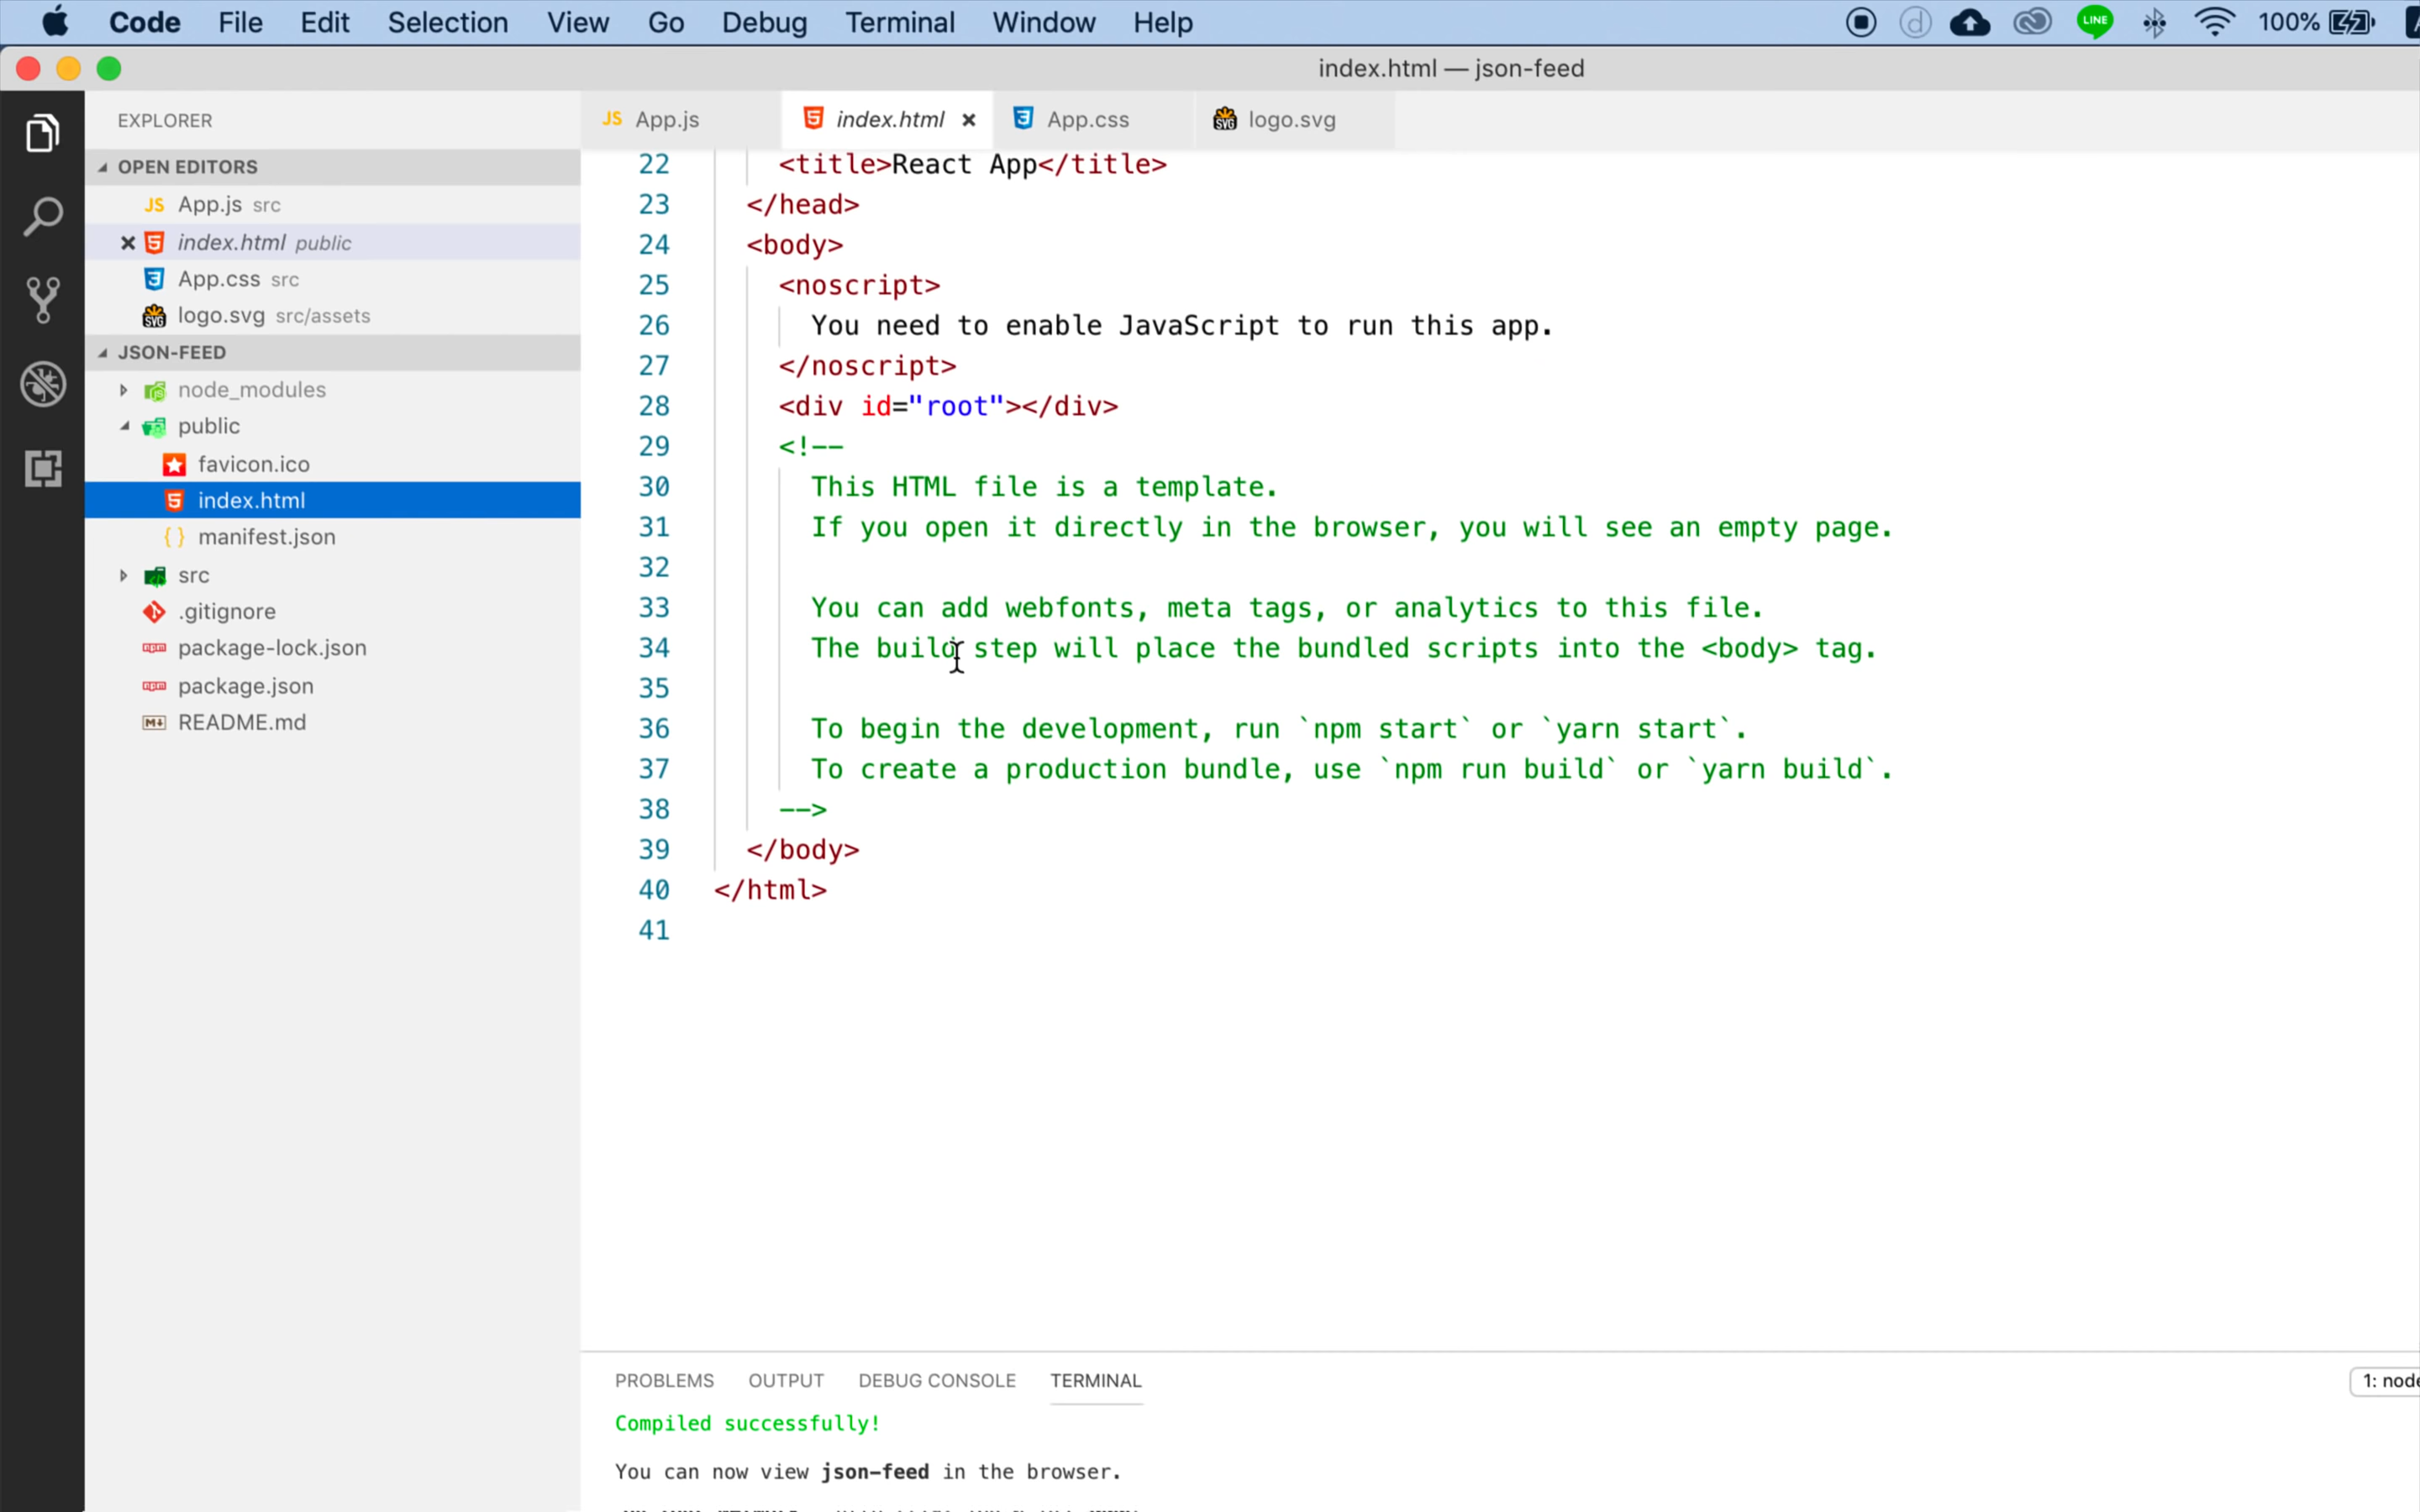 Code File Edit Selection View Go Debug Terminal Window Help LINE 100%
index.html — json-feed
EXPLORER
OPEN EDITORS
JS App.js src
index.html public
App.css src
SVG logo.svg src/assets
JSON-FEED
node_modules
public
favicon.ico
index.html
{ } manifest.json
src
.gitignore
npm package-lock.json
npm package.json
M↓ README.md
JS App.js index.html × App.css SVG logo.svg
22 <title>React App</title>
23 </head>
24 <body>
25 <noscript>
26 You need to enable JavaScript to run this app.
27 </noscript>
28 <div id="root"></div>
29 <!--
30 This HTML file is a template.
31 If you open it directly in the browser, you will see an empty page.
32
33 You can add webfonts, meta tags, or analytics to this file.
34 The build step will place the bundled scripts into the <body> tag.
35
36 To begin the development, run `npm start` or `yarn start`.
37 To create a production bundle, use `npm run build` or `yarn build`.
38 -->
39 </body>
40 </html>
41
PROBLEMS OUTPUT DEBUG CONSOLE TERMINAL 1: node
Compiled successfully!
You can now view json-feed in the browser.